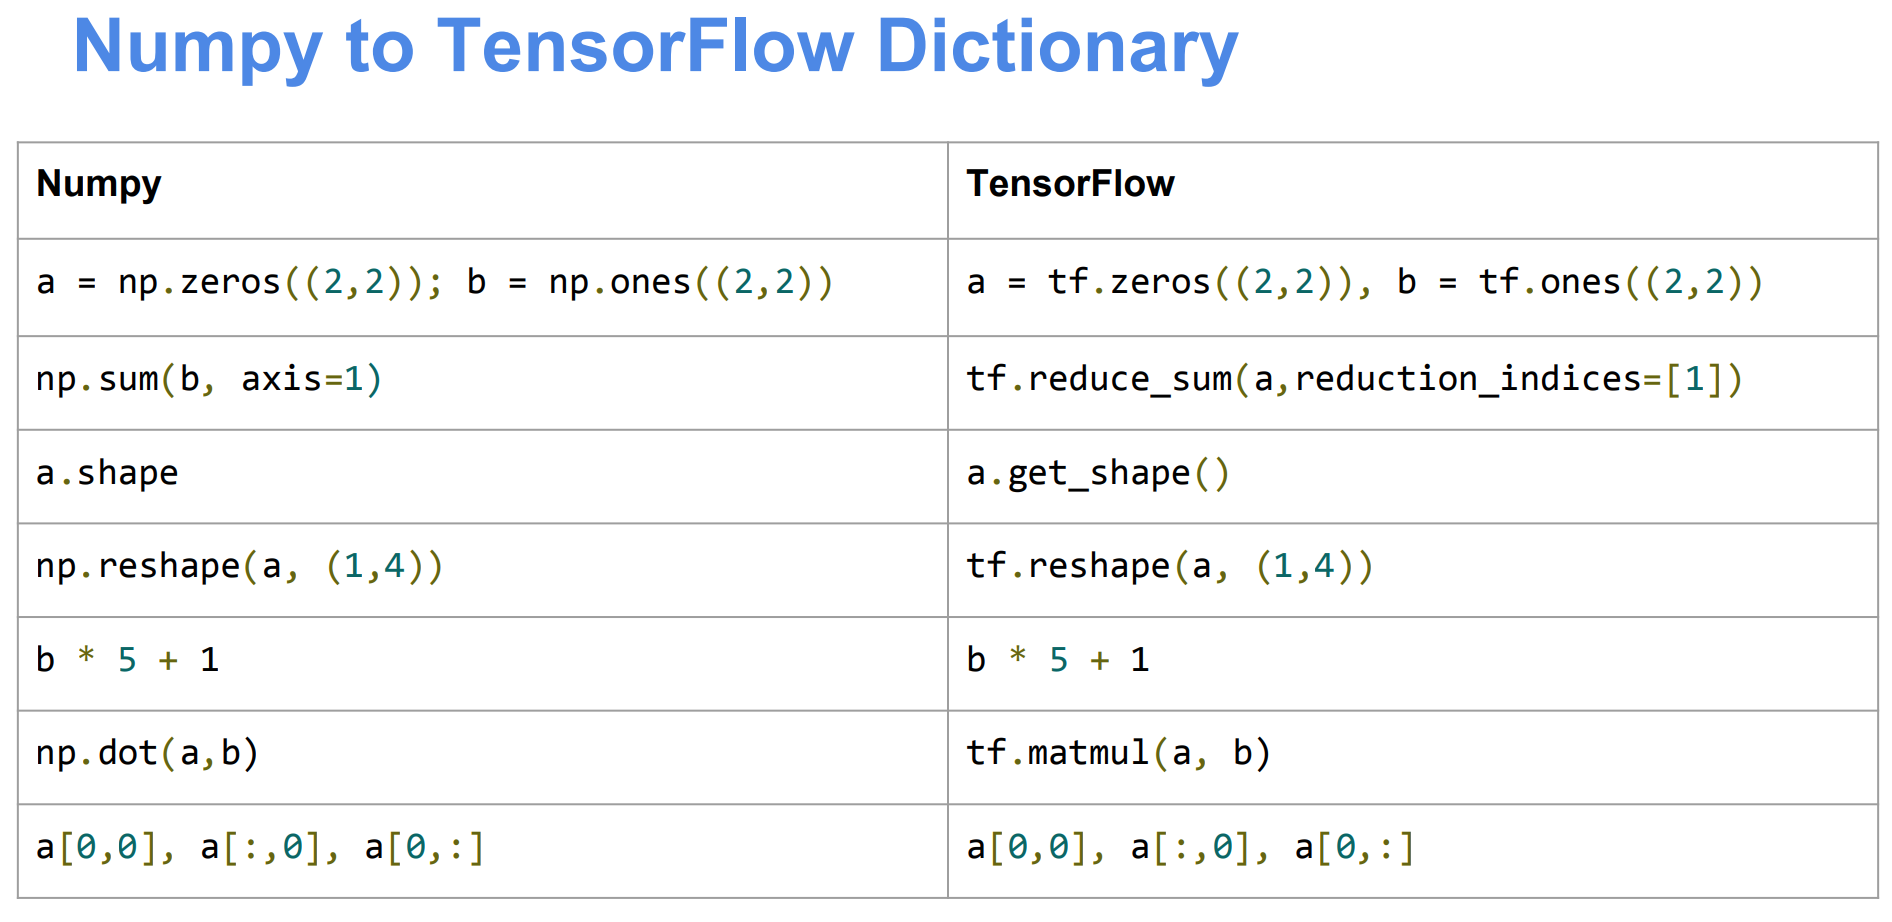 Numpy to TensorFlow Dictionary
Numpy TensorFlow
a = np.zeros((2,2)); b = np.ones((2,2)) a = tf.zeros((2,2)), b = tf.ones((2,2))
np.sum(b, axis=1) tf.reduce_sum(a,reduction_indices=[1])
a.shape a.get_shape()
np.reshape(a, (1,4)) tf.reshape(a, (1,4))
b * 5 + 1 b * 5 + 1
np.dot(a,b) tf.matmul(a, b)
a[0,0], a[:,0], a[0,:] a[0,0], a[:,0], a[0,:]